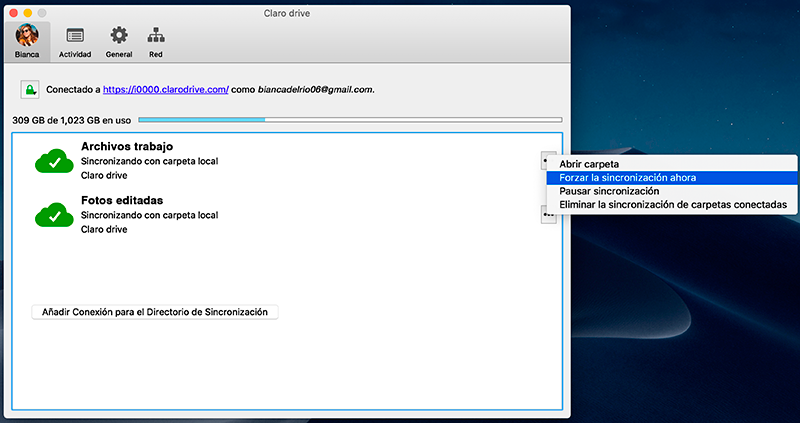 Claro drive
Bianca
Actividad
General
Red
Conectado a https://i0000.clarodrive.com/ como biancadelrio06@gmail.com.
309 GB de 1,023 GB en uso
Archivos trabajo
Sincronizando con carpeta local
Claro drive
Fotos editadas
Sincronizando con carpeta local
Claro drive
Abrir carpeta
Forzar la sincronización ahora
Pausar sincronización
Eliminar la sincronización de carpetas conectadas
Añadir Conexión para el Directorio de Sincronización